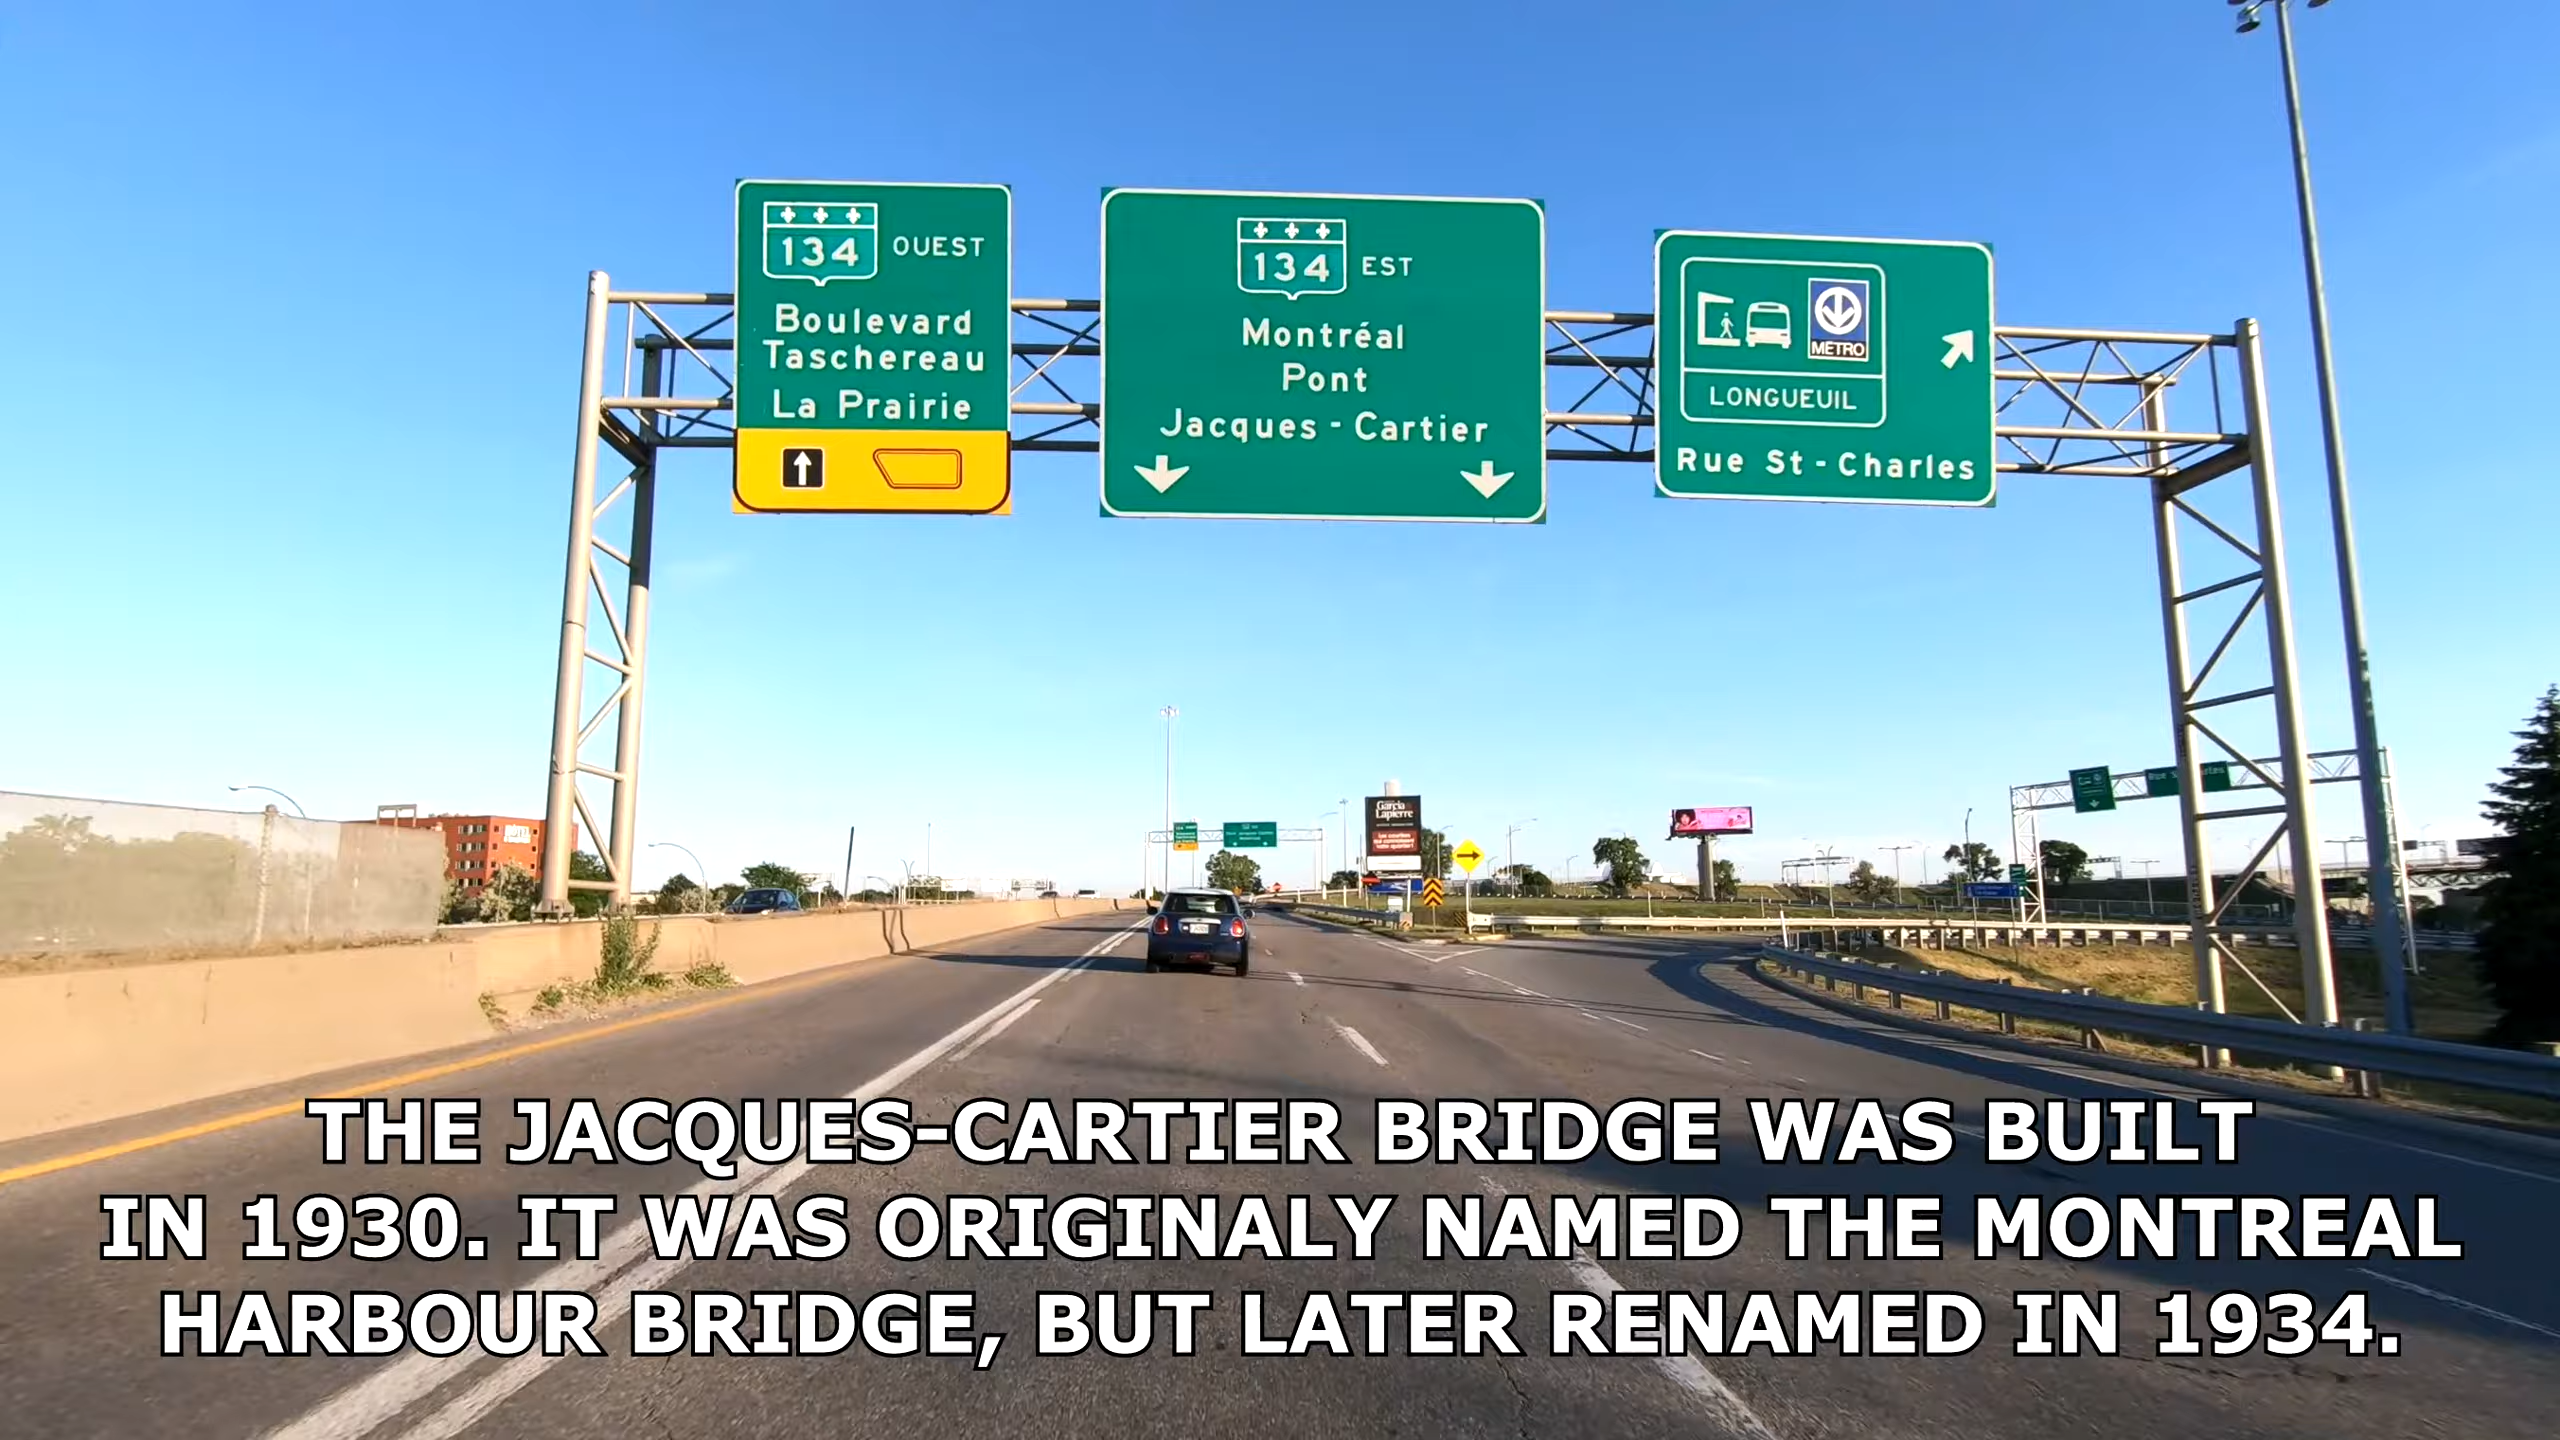 134 OUEST
Boulevard
Taschereau
La Prairie
134 EST
Montréal
Pont
Jacques - Cartier
METRO
LONGUEUIL
Rue St - Charles
Garcia
Lapierre
THE JACQUES-CARTIER BRIDGE WAS BUILT
IN 1930. IT WAS ORIGINALY NAMED THE MONTREAL
HARBOUR BRIDGE, BUT LATER RENAMED IN 1934.